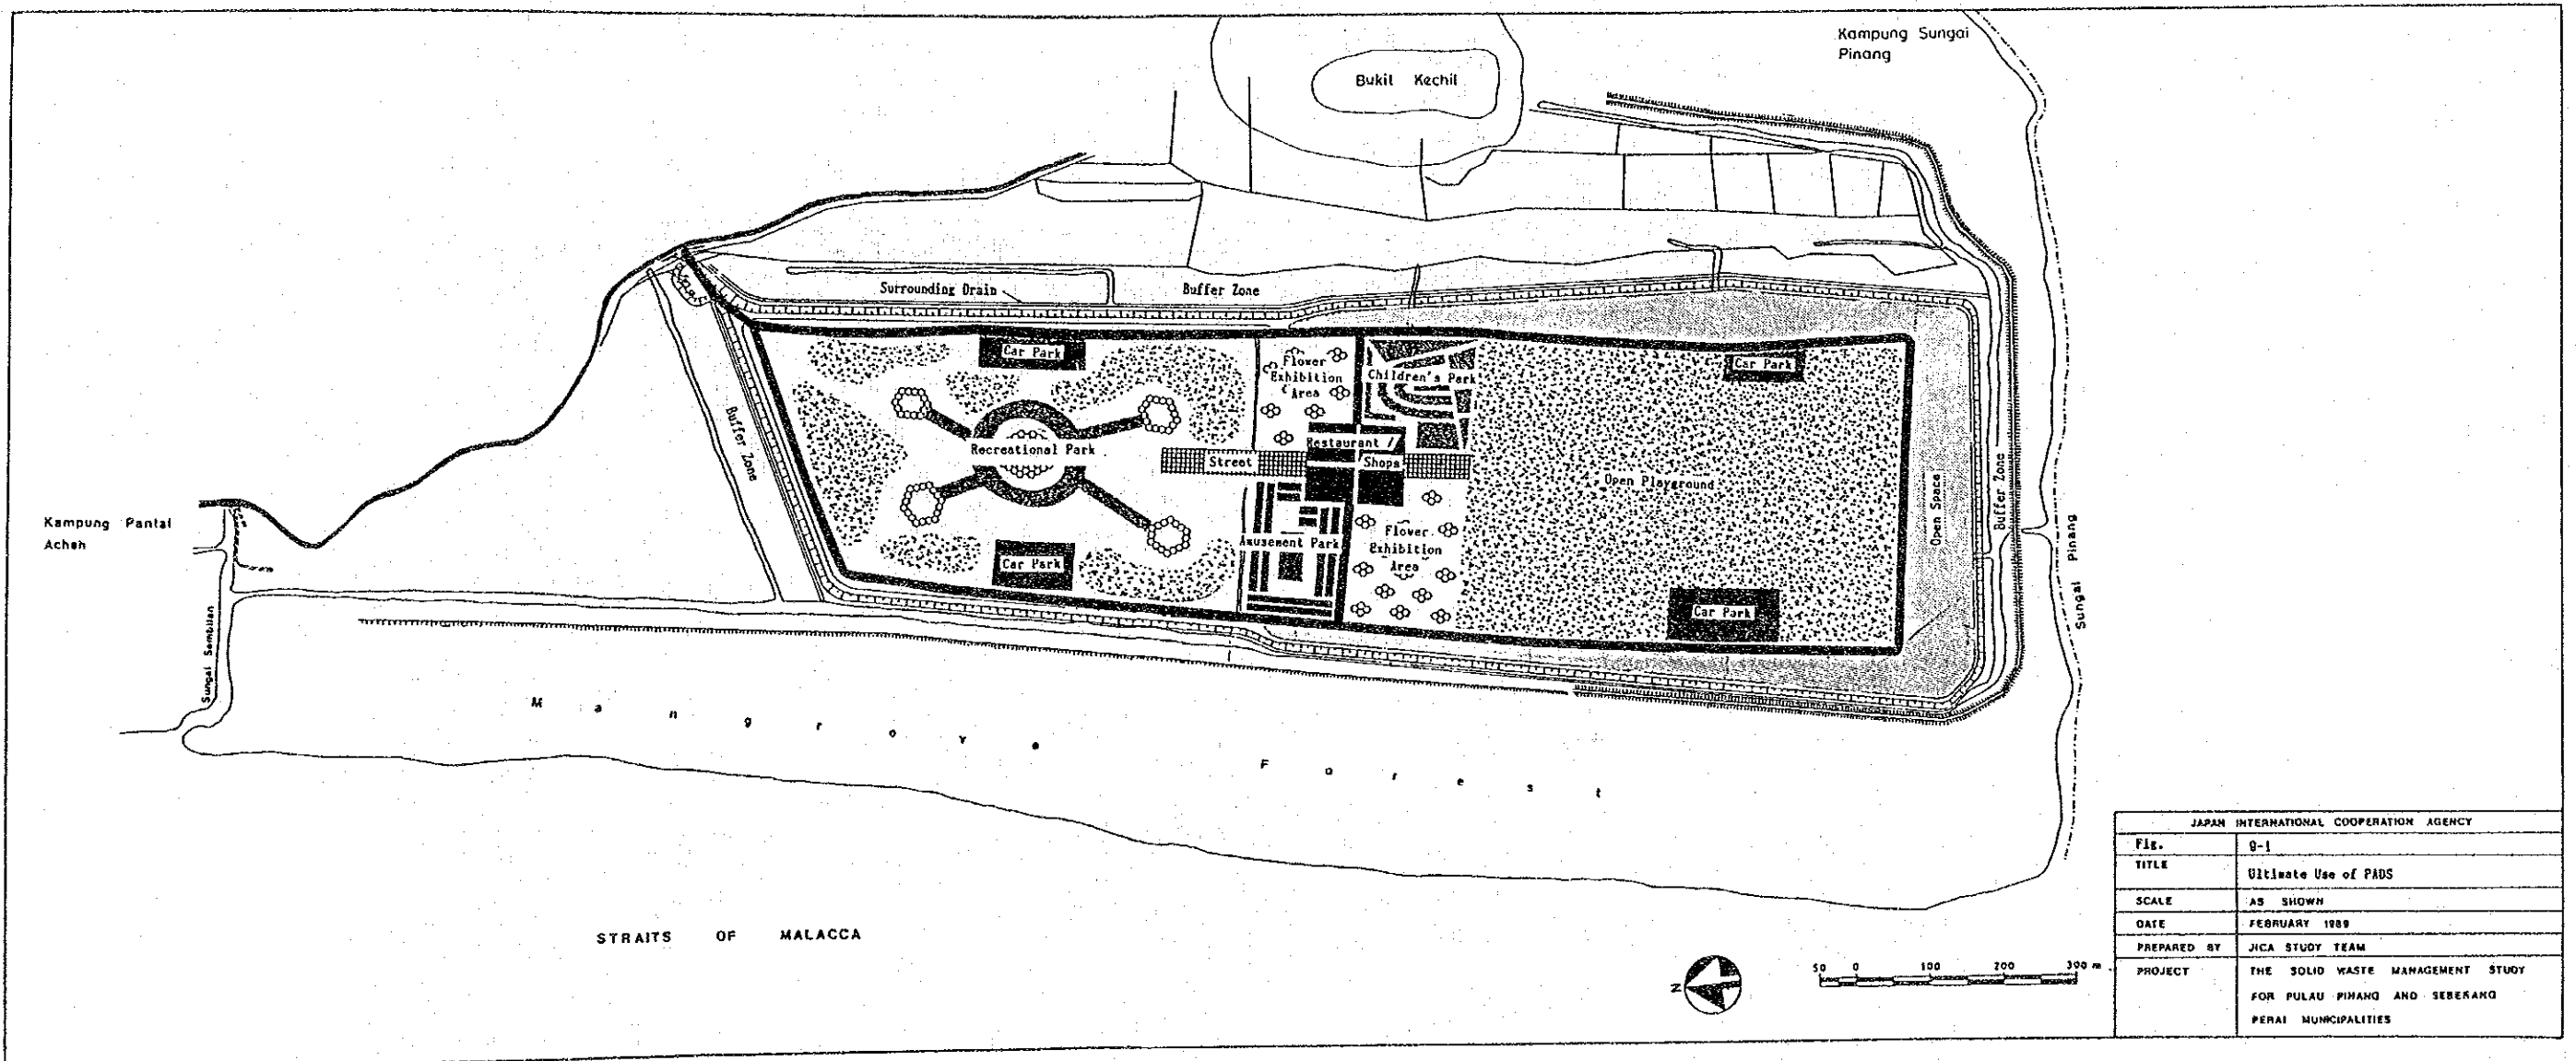 Kampung Sungai
Pinang
Bukit Kechil
Surrounding Drain
Buffer Zone
Car Park
Flower
Exhibition
Area
Children's Park
Car Park
Buffer Zone
Recreational Park
Restaurant /
Street
Shops
Open Playground
Open Space
Buffer Zone
Kampung Pantai
Acheh
Amusement Park
Flower
Exhibition
Area
Car Park
Car Park
Sungai Pinang
Sungai Sembilan
Mangrove Forest
STRAITS OF MALACCA
N
50 0 100 200 300 m
JAPAN INTERNATIONAL COOPERATION AGENCY
Fig. 9-1
TITLE Ultimate Use of PADS
SCALE AS SHOWN
DATE FEBRUARY 1989
PREPARED BY JICA STUDY TEAM
PROJECT THE SOLID WASTE MANAGEMENT STUDY
FOR PULAU PINANG AND SEBERANG
PERAI MUNICIPALITIES